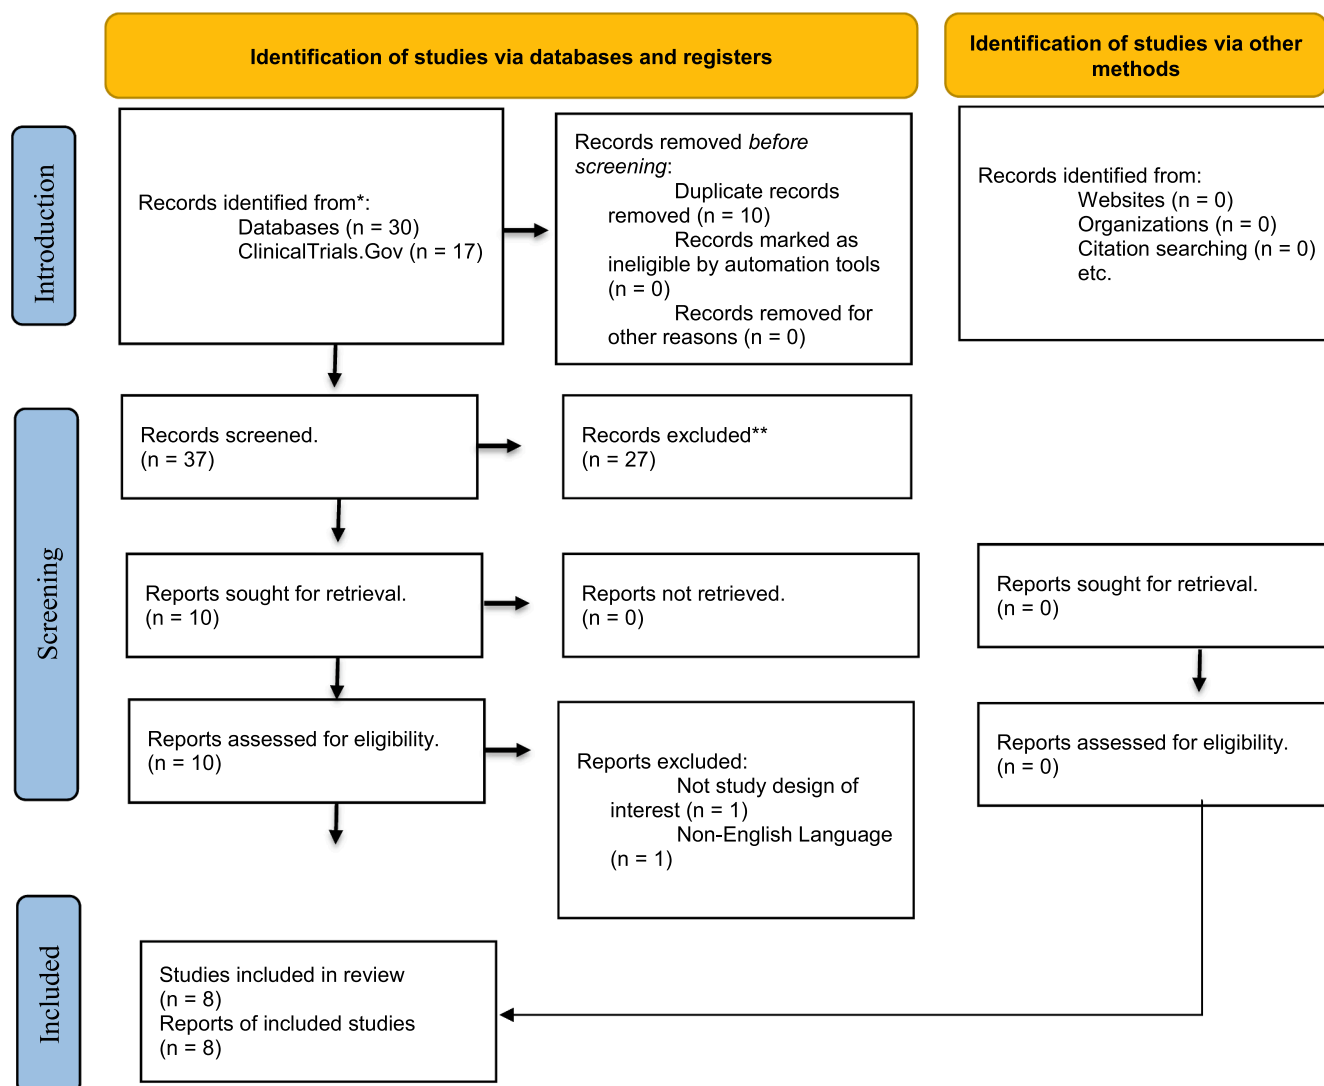 Identification of studies via databases and registers
Identification of studies via other
methods
Introduction
Records identified from*:
Databases (n = 30)
ClinicalTrials.Gov (n = 17)
Records removed before
screening:
Duplicate records
removed (n = 10)
Records marked as
ineligible by automation tools
(n = 0)
Records removed for
other reasons (n = 0)
Records identified from:
Websites (n = 0)
Organizations (n = 0)
Citation searching (n = 0)
etc.
Screening
Records screened.
(n = 37)
Records excluded**
(n = 27)
Reports sought for retrieval.
(n = 10)
Reports not retrieved.
(n = 0)
Reports sought for retrieval.
(n = 0)
Reports assessed for eligibility.
(n = 10)
Reports excluded:
Not study design of
interest (n = 1)
Non-English Language
(n = 1)
Reports assessed for eligibility.
(n = 0)
Included
Studies included in review
(n = 8)
Reports of included studies
(n = 8)